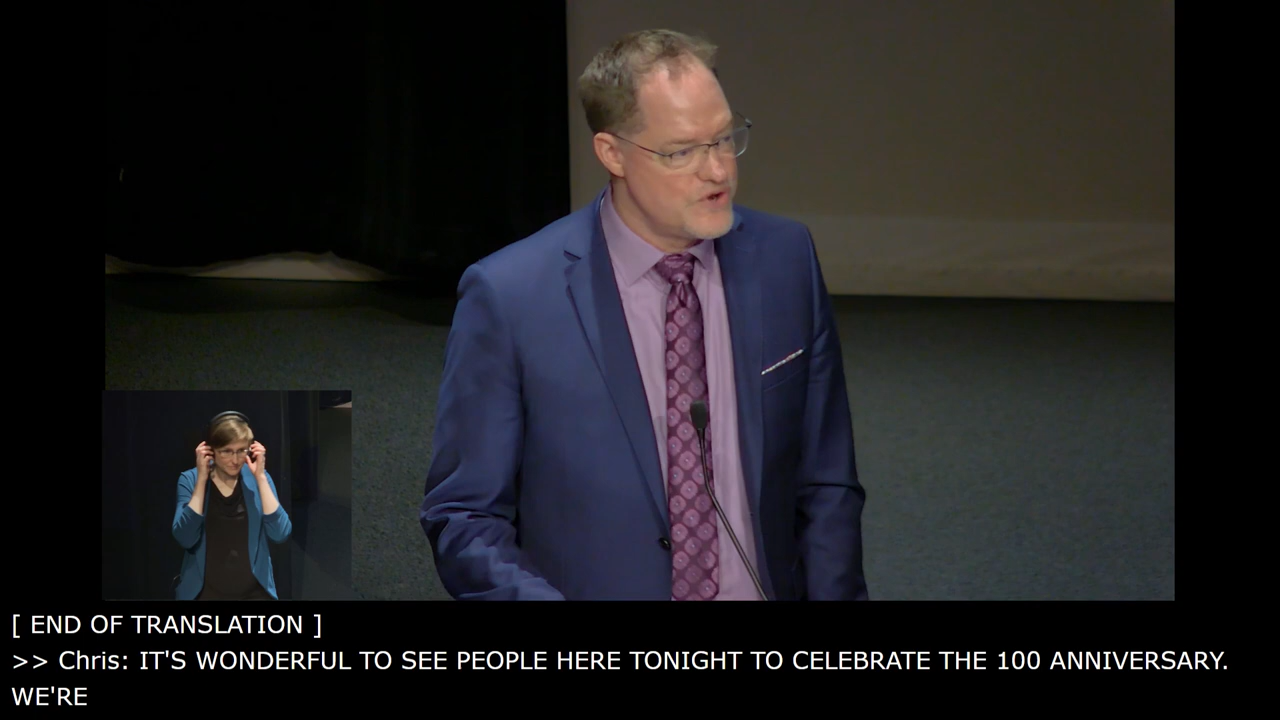 [ END OF TRANSLATION ]
>> Chris: IT'S WONDERFUL TO SEE PEOPLE HERE TONIGHT TO CELEBRATE THE 100 ANNIVERSARY.
WE'RE